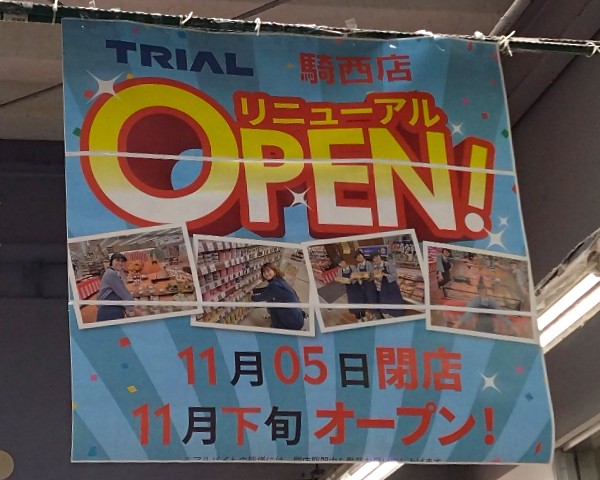 TRIAL 騎西店
リニューアル
OPEN!
11月05日閉店
11月下旬オープン!